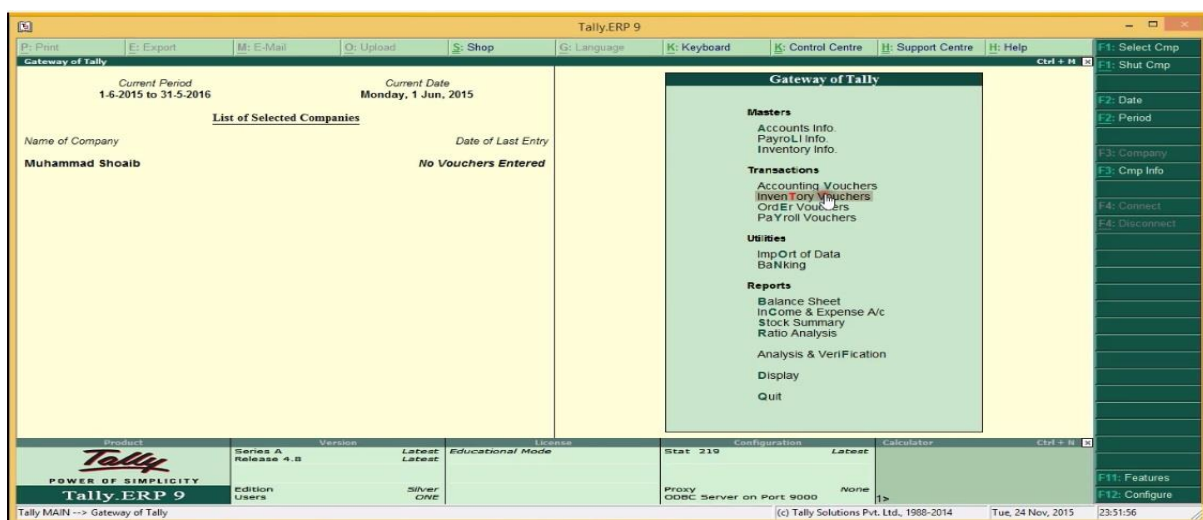 Tally.ERP 9
P: Print E: Export M: E-Mail O: Upload S: Shop G: Language K: Keyboard K: Control Centre H: Support Centre H: Help
Gateway of Tally Ctrl + M
Current Period Current Date
1-6-2015 to 31-5-2016 Monday, 1 Jun, 2015
List of Selected Companies
Name of Company Date of Last Entry
Muhammad Shoaib No Vouchers Entered
Gateway of Tally
Masters
Accounts Info.
PayroLl Info.
Inventory Info.
Transactions
Accounting Vouchers
InvenTory Vouchers
OrdEr Vouchers
PaYroll Vouchers
Utilities
ImpOrt of Data
BaNking
Reports
Balance Sheet
InCome & Expense A/c
Stock Summary
Ratio Analysis
Analysis & VeriFication
Display
Quit
F1: Select Cmp
F1: Shut Cmp
F2: Date
F2: Period
F3: Company
F3: Cmp Info
F4: Connect
F4: Disconnect
F11: Features
F12: Configure
Product Version License Configuration Calculator Ctrl + N
Tally
POWER OF SIMPLICITY
Tally.ERP 9
Series A Latest
Release 4.8 Latest
Edition Silver
Users ONE
Educational Mode
Stat 219 Latest
Proxy None
ODBC Server on Port 9000
1>
Tally MAIN --> Gateway of Tally (c) Tally Solutions Pvt. Ltd., 1988-2014 Tue, 24 Nov, 2015 23:51:56